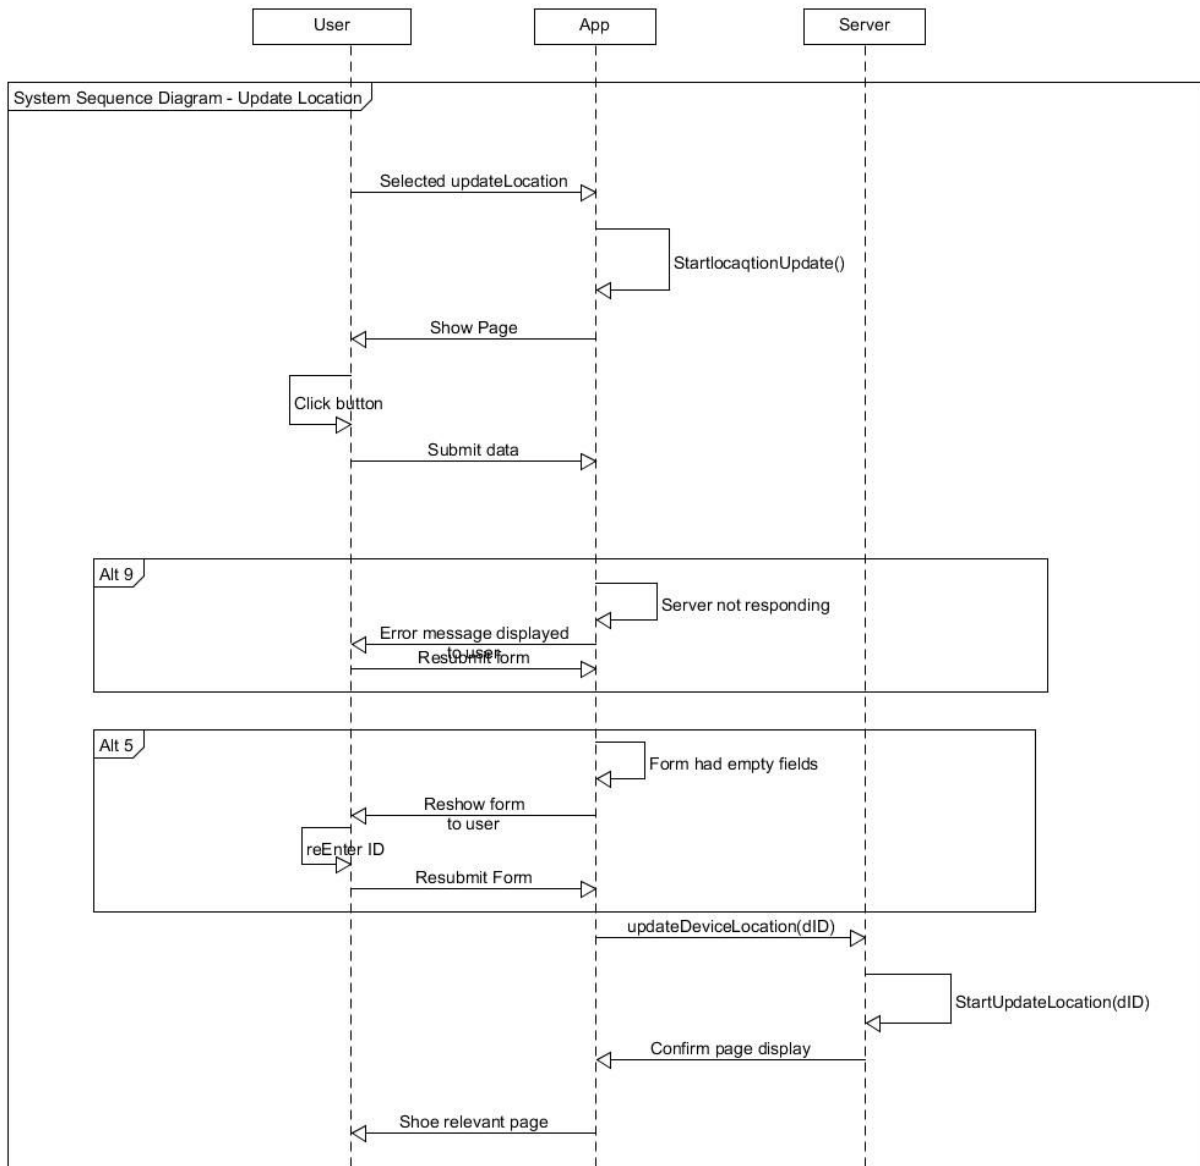 User
App
Server
System Sequence Diagram - Update Location
Selected updateLocation
StartlocaqtionUpdate()
Show Page
Click button
Submit data
Alt 9
Server not responding
Error message displayed
to user
Resubmit form
Alt 5
Form had empty fields
Reshow form
to user
reEnter ID
Resubmit Form
updateDeviceLocation(dID)
StartUpdateLocation(dID)
Confirm page display
Shoe relevant page